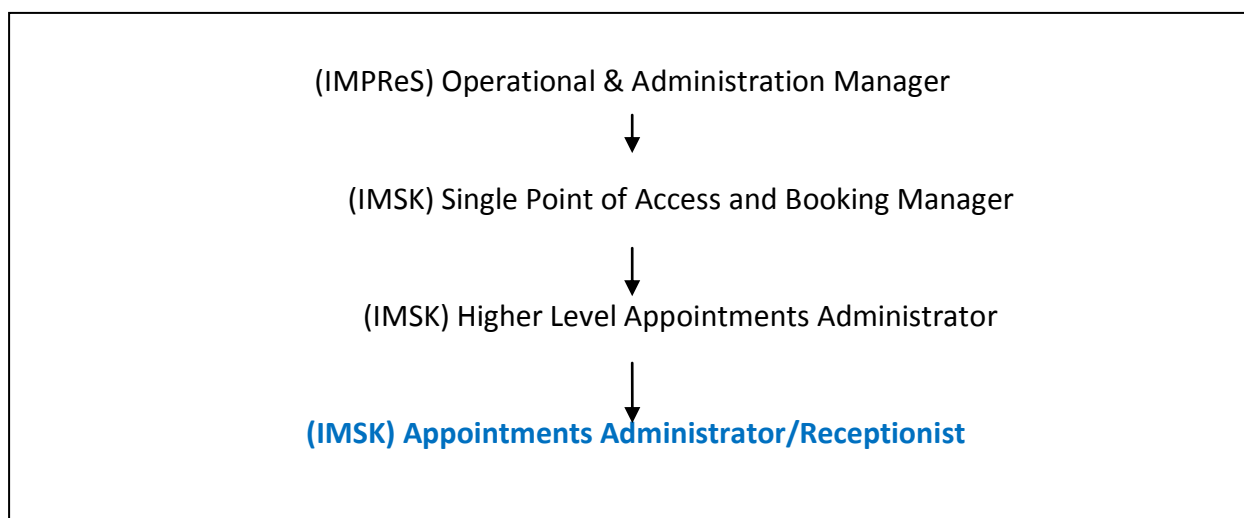 (IMPReS) Operational & Administration Manager
(IMSK) Single Point of Access and Booking Manager
(IMSK) Higher Level Appointments Administrator
(IMSK) Appointments Administrator/Receptionist